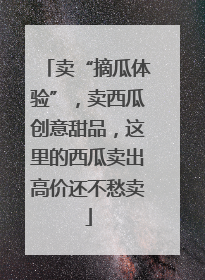 「卖“摘瓜体
验”，卖西瓜
创意甜品，这
里的西瓜卖出
高价还不愁卖
」